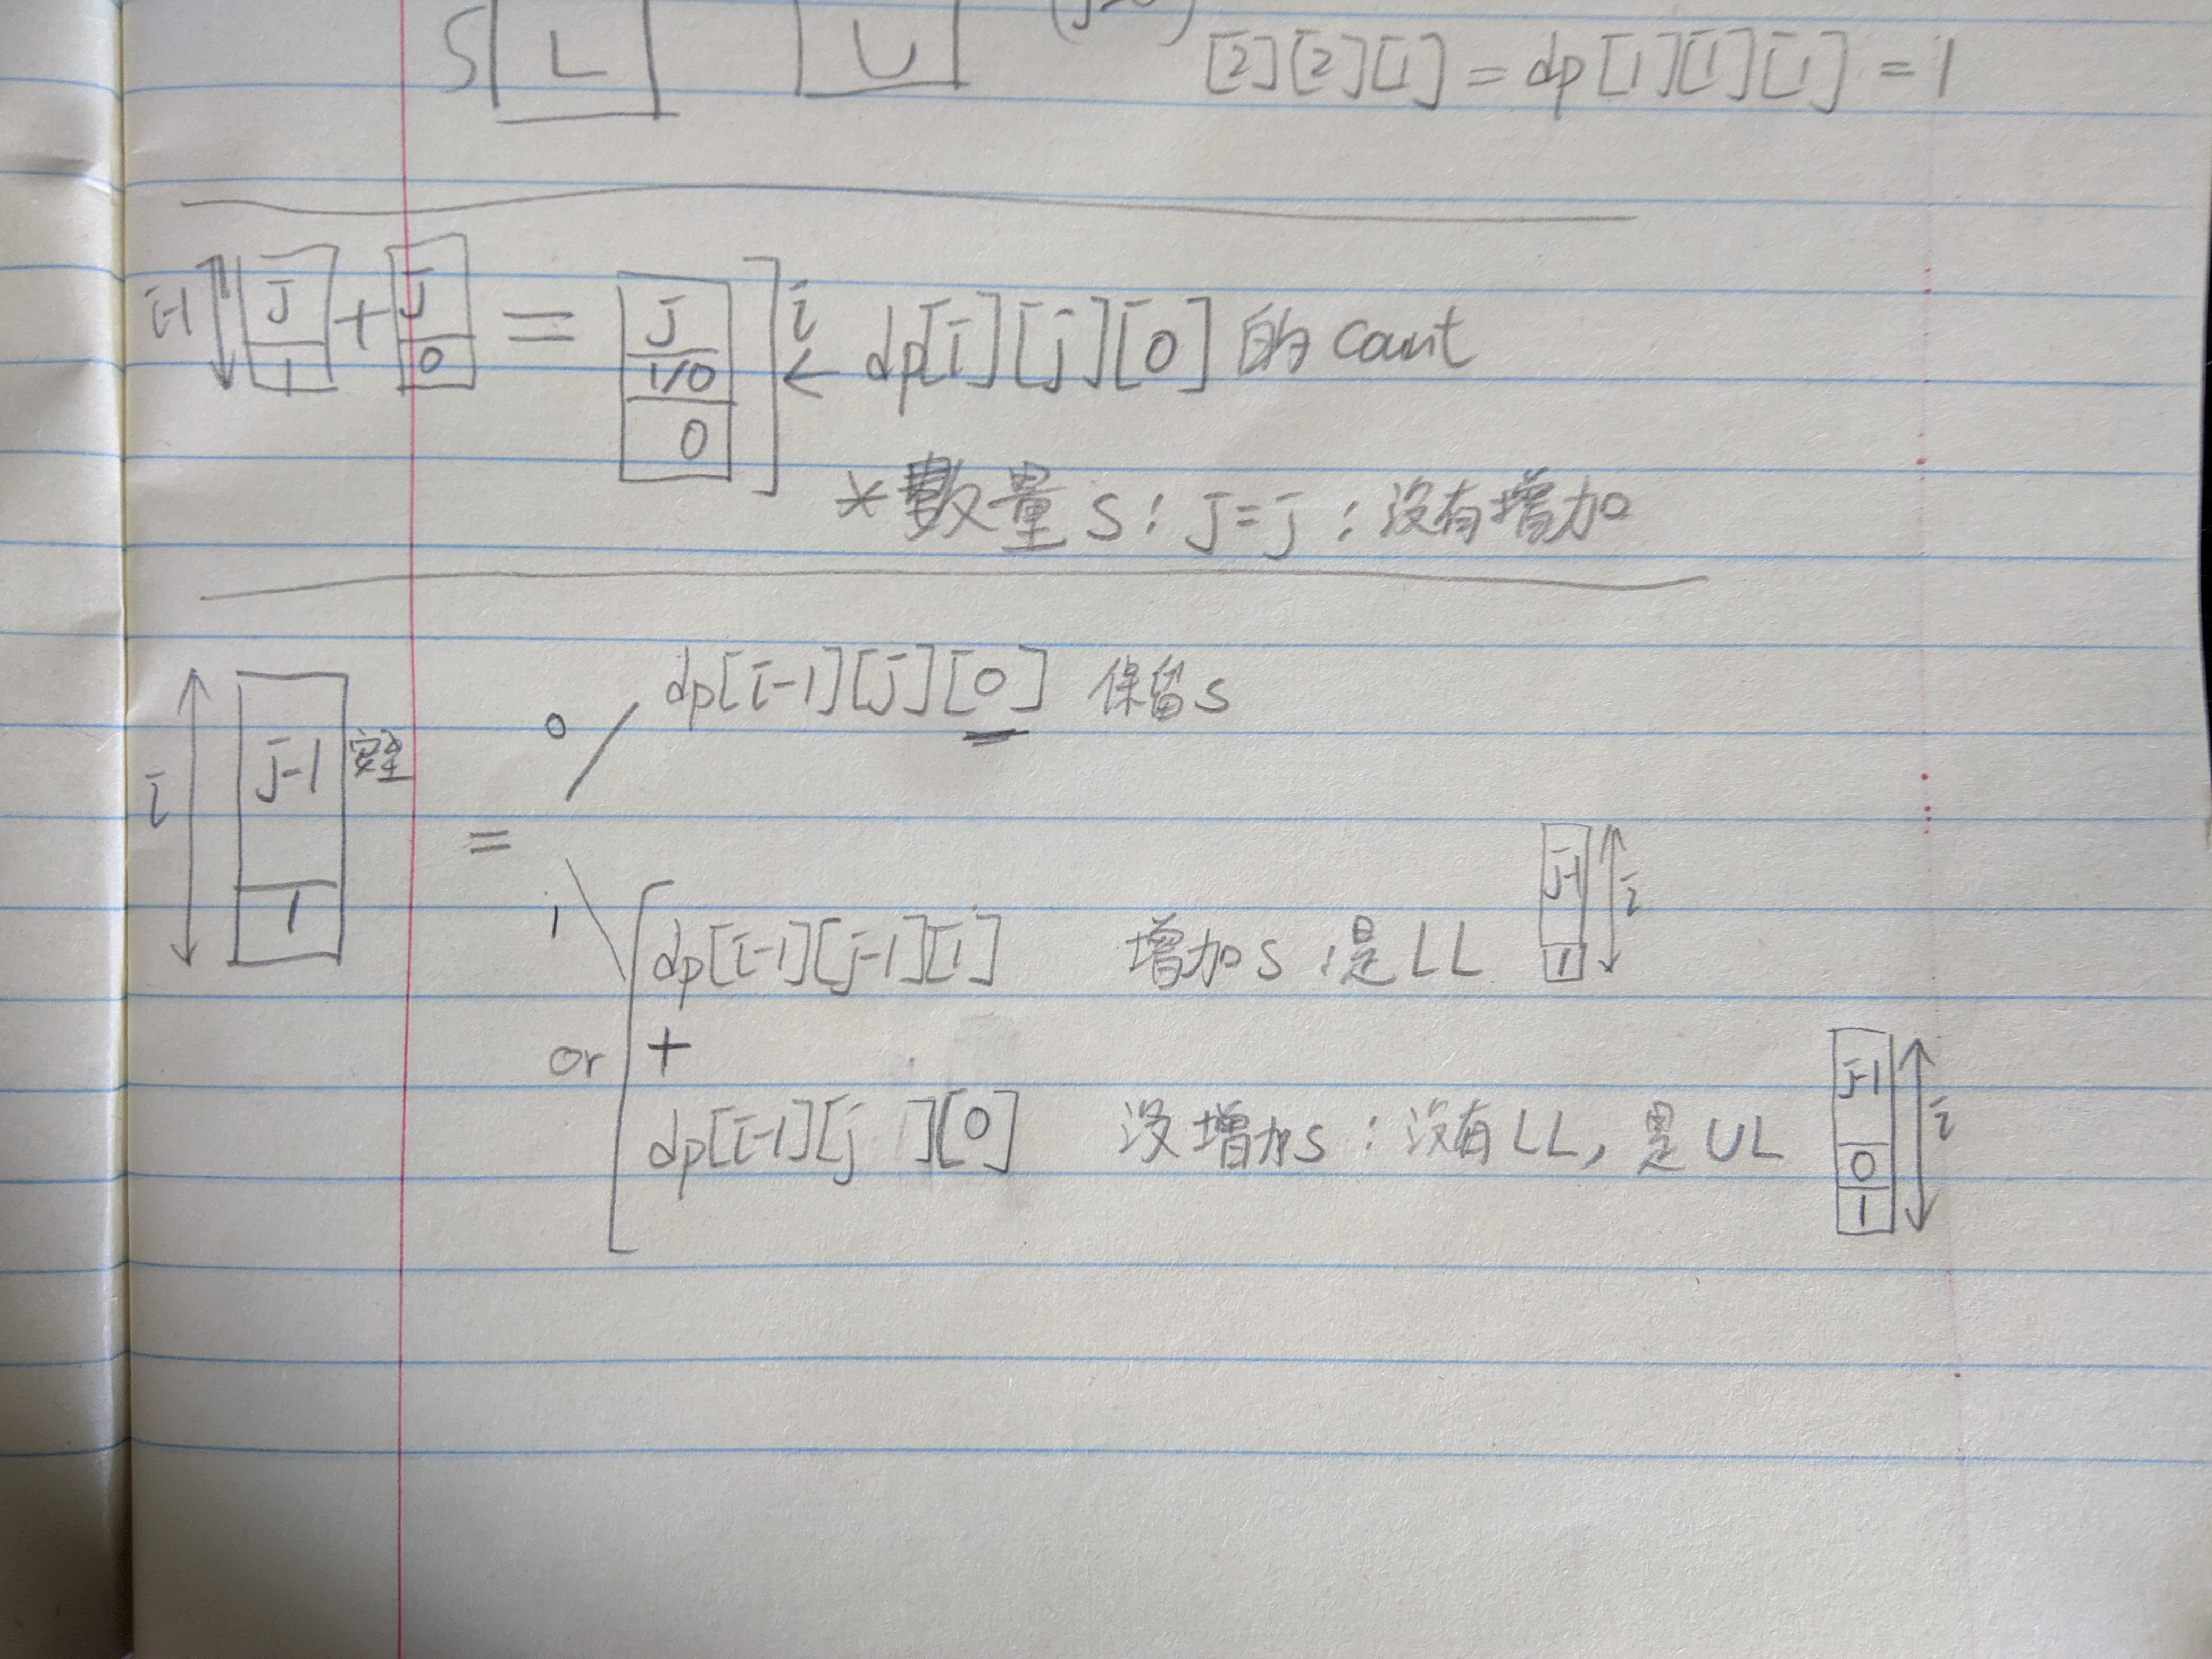 S L U
[2][2][1] = dp[1][1][1] = 1
i-1 J 1 + J 0 = J 1/0 0 i ← dp[i][j][0] 的 count
*數量 S : J = j : 沒有增加
0 dp[i-1][j][0] 保留 S
i j-1 安全 1 =
1 dp[i-1][j-1][1] 增加 S : 是 LL j-1 1 i
or +
dp[i-1][j ][0] 沒增加 S : 沒有 LL, 是 UL j-1 0 1 i